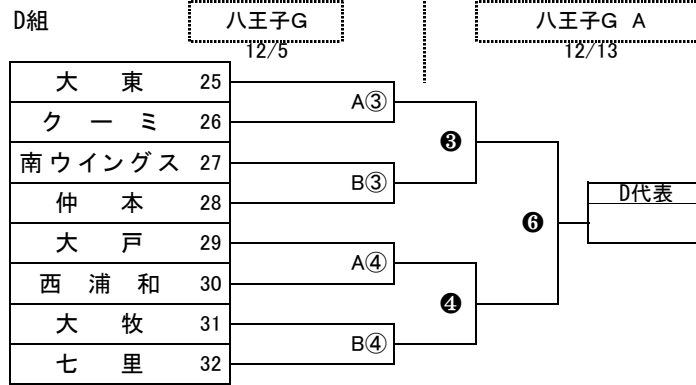 D組 八王子G 八王子G A
12/5 12/13
大 東 25
A③
ク ー ミ 26
❸
南ウイングス 27
B③ D代表
仲 本 28
❻
大 戸 29
A④
西 浦 和 30
❹
大 牧 31
B④
七 里 32